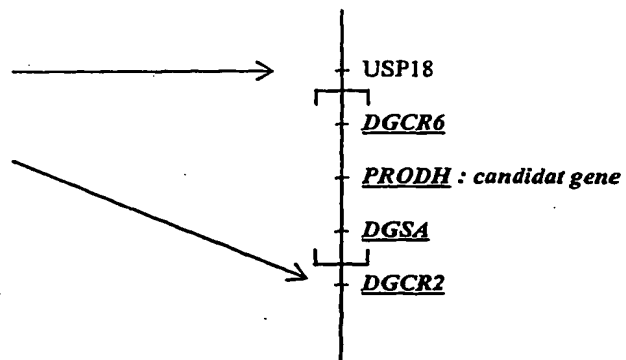 USP18
DGCR6
PRODH : candidat gene
DGSA
DGCR2